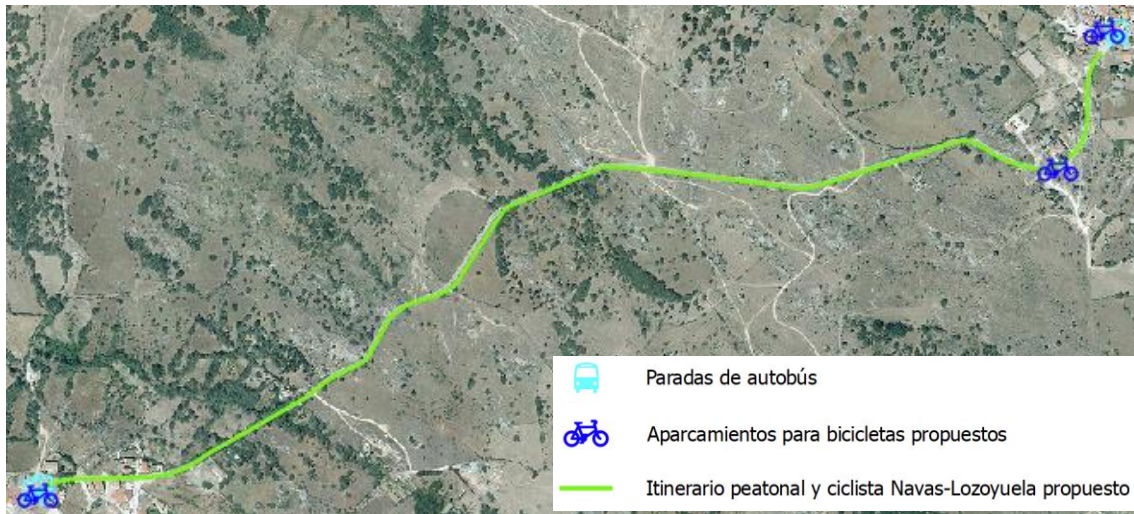 Paradas de autobús
Aparcamientos para bicicletas propuestos
Itinerario peatonal y ciclista Navas-Lozoyuela propuesto